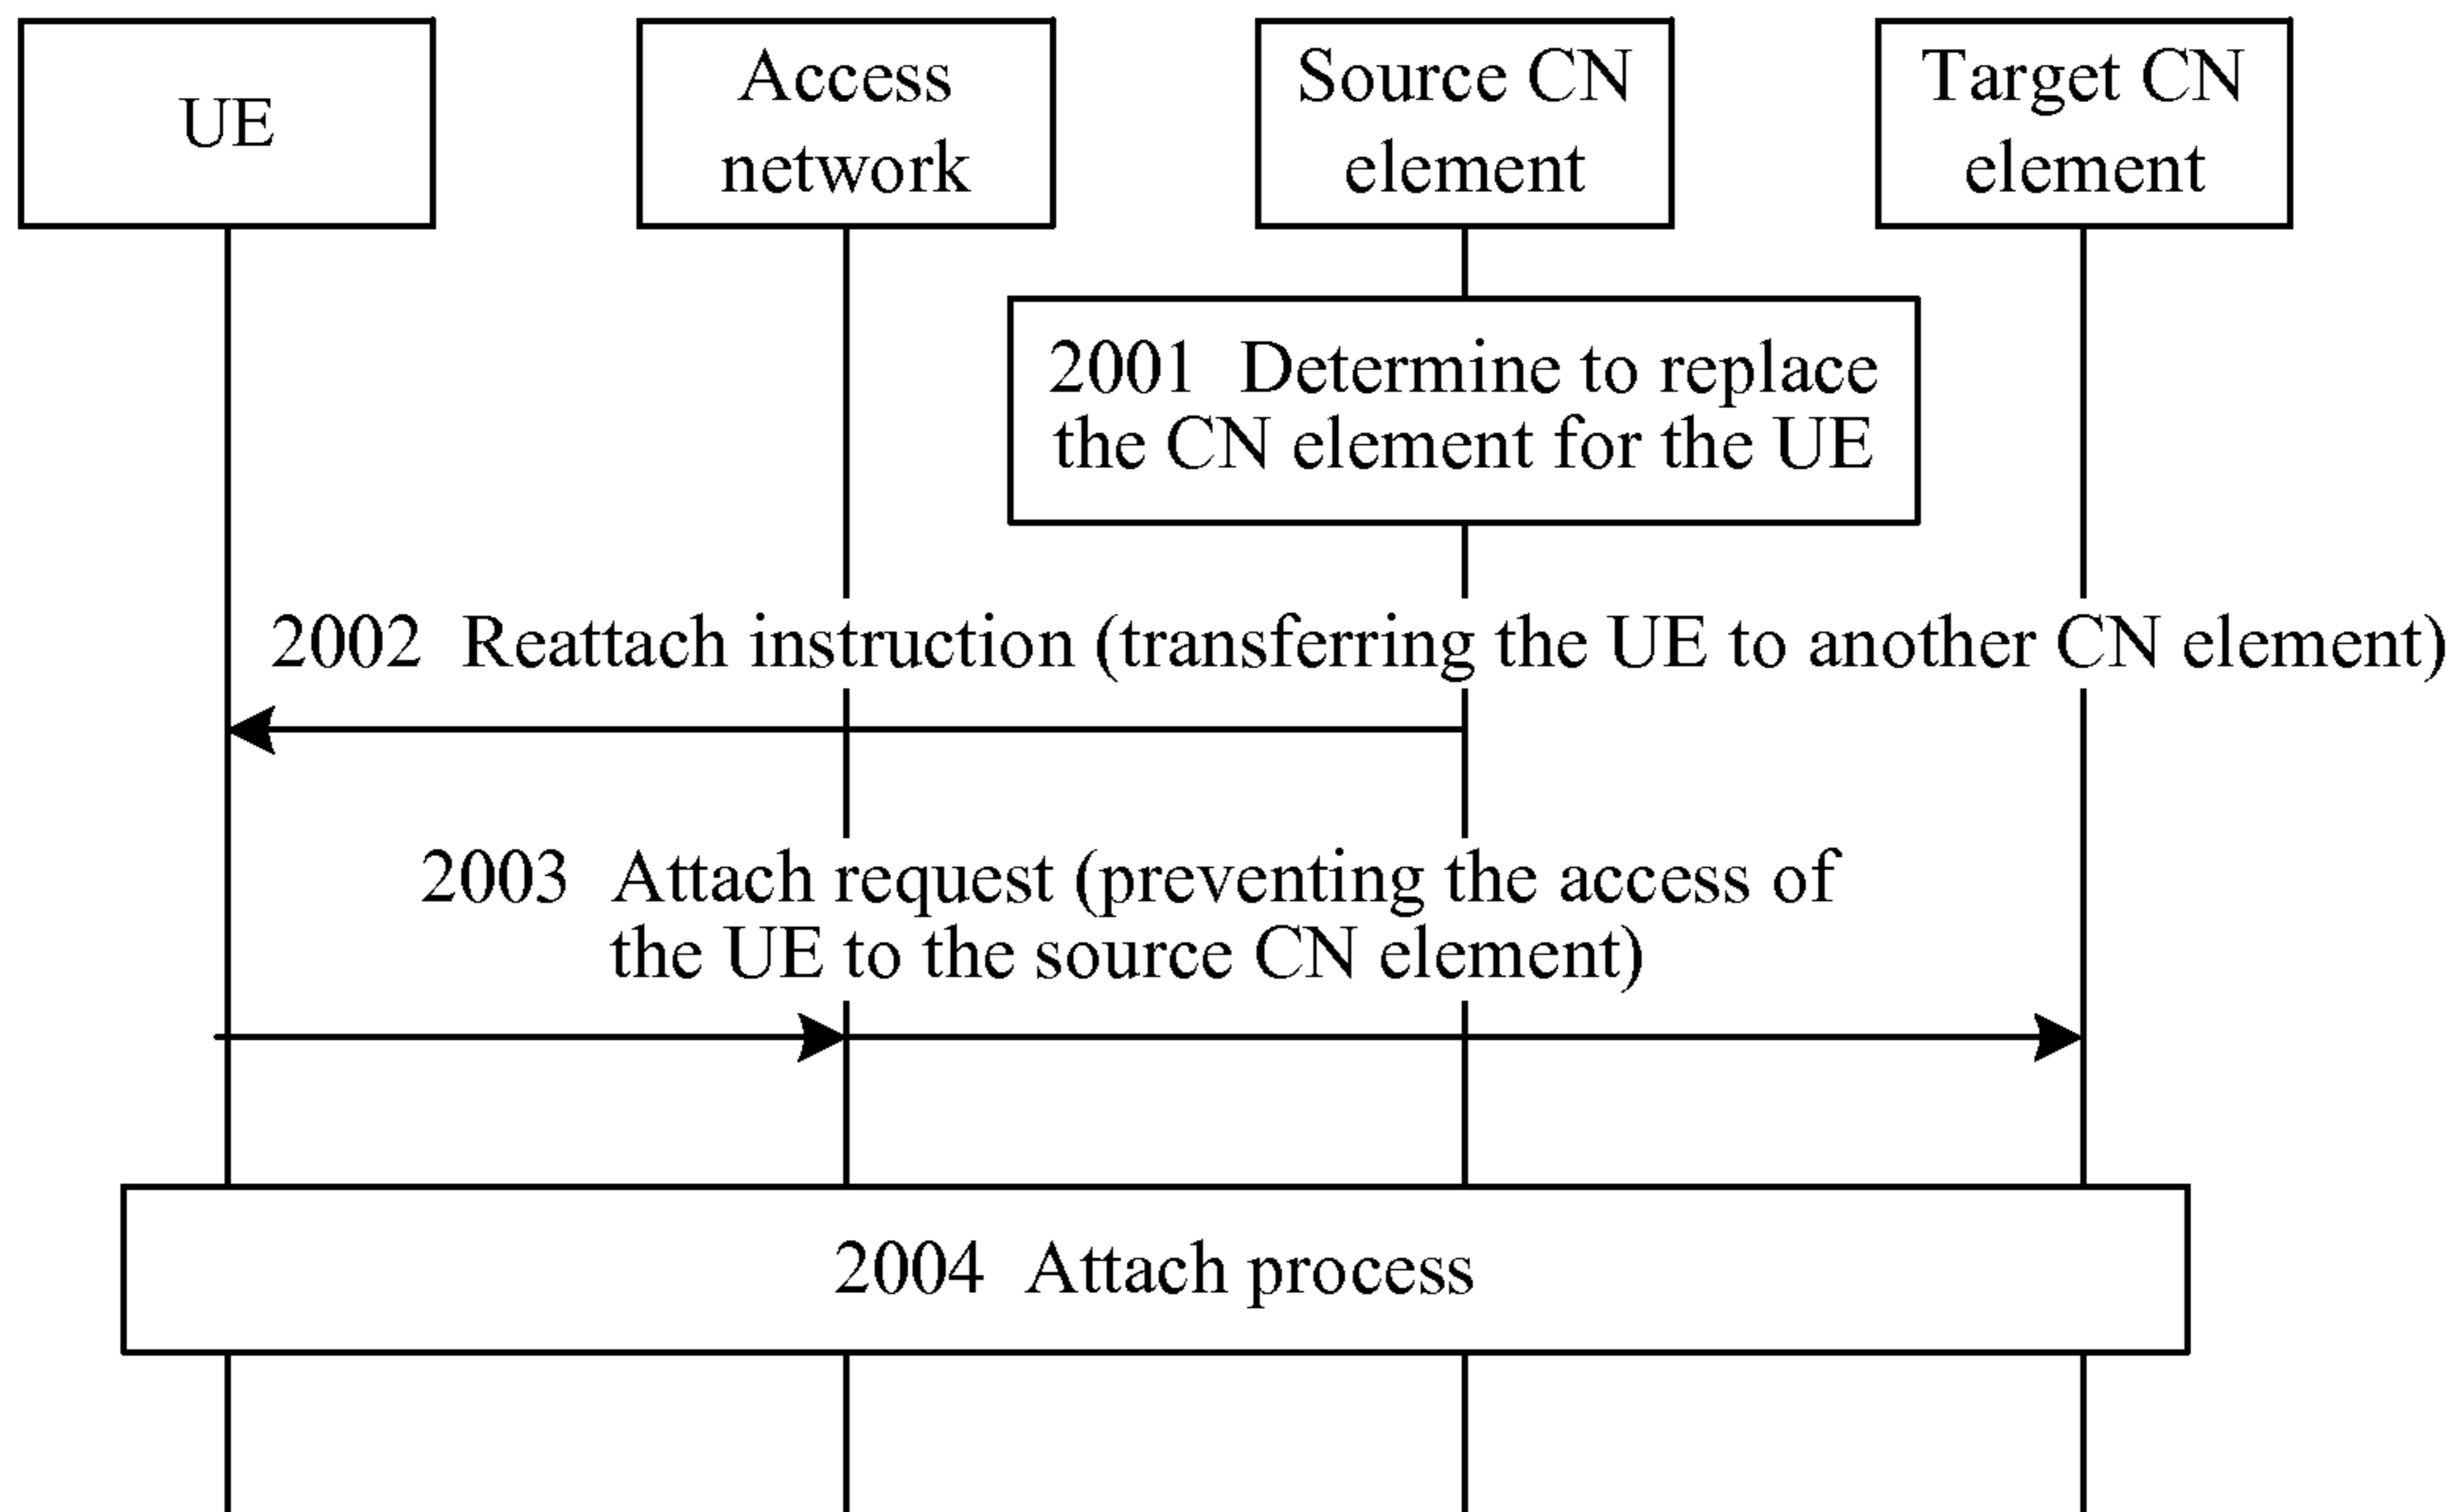 UE
Access
network
Source CN
element
Target CN
element
2001 Determine to replace
the CN element for the UE
2002 Reattach instruction (transferring the UE to another CN element)
2003 Attach request (preventing the access of
the UE to the source CN element)
2004 Attach process